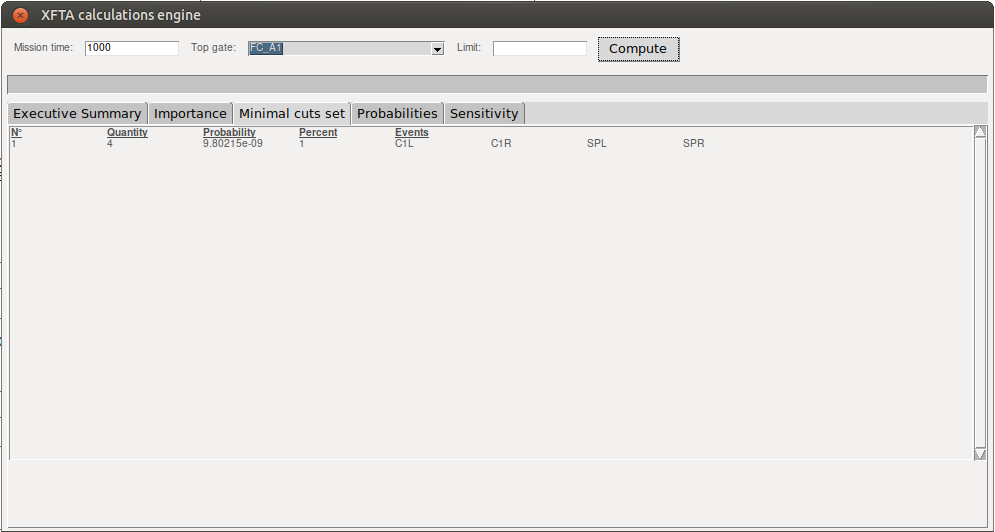 XFTA calculations engine
Mission time: 1000 Top gate: FC_A1 Limit: Compute
Executive Summary Importance Minimal cuts set Probabilities Sensitivity
N° Quantity Probability Percent Events
1 4 9.80215e-09 1 C1L C1R SPL SPR